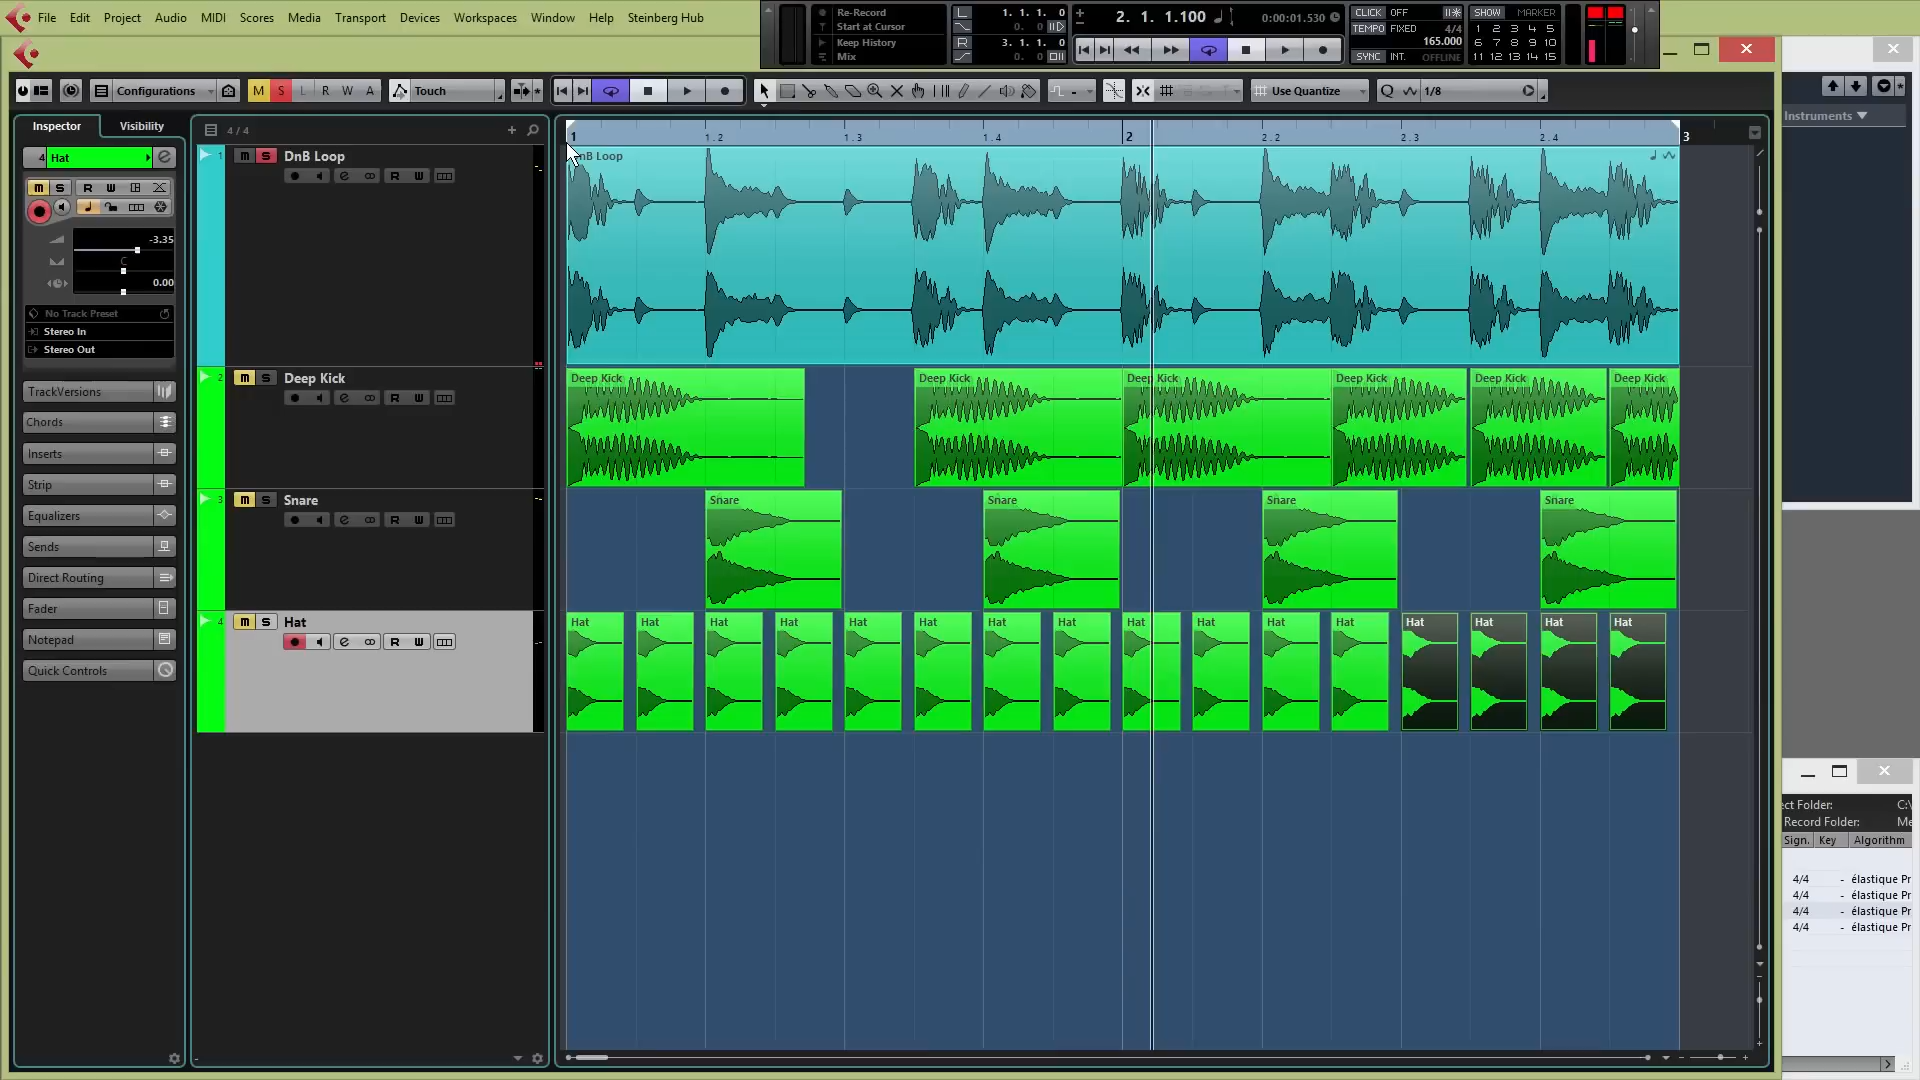 File Edit Project Audio MIDI Scores Media Transport Devices Workspaces Window Help Steinberg Hub
Re-Record
Start at Cursor
Keep History
Mix
L 1. 1. 1. 0
0. 0
R 3. 1. 1. 0
0. 0
2. 1. 1.100
0:00:01.530
CLICK OFF
TEMPO FIXED 4/4
165.000
SYNC INT. OFFLINE
SHOW MARKER
1 2 3 4 5
6 7 8 9 10
11 12 13 14 15
Configurations M S L R W A Touch Use Quantize Q 1/8
Instruments
Inspector Visibility
4 / 4
1 1. 2 1. 3 1. 4 2 2. 2 2. 3 2. 4 3
4 Hat
m S R W
-3.35
C
0.00
No Track Preset
Stereo In
Stereo Out
TrackVersions
Chords
Inserts
Strip
Equalizers
Sends
Direct Routing
Fader
Notepad
Quick Controls
1 m S DnB Loop
R W
nB Loop
2 m S Deep Kick
R W
Deep Kick Deep Kick Deep Kick Deep Kick Deep Kick Deep Kick
3 m S Snare
R W
Snare Snare Snare Snare
4 m S Hat
R W
Hat Hat Hat Hat Hat Hat Hat Hat Hat Hat Hat Hat Hat Hat Hat Hat
ect Folder: C:\
Record Folder: Me
Sign. Key Algorithm
4/4 - élastique Pr
4/4 - élastique Pr
4/4 - élastique Pr
4/4 - élastique Pr